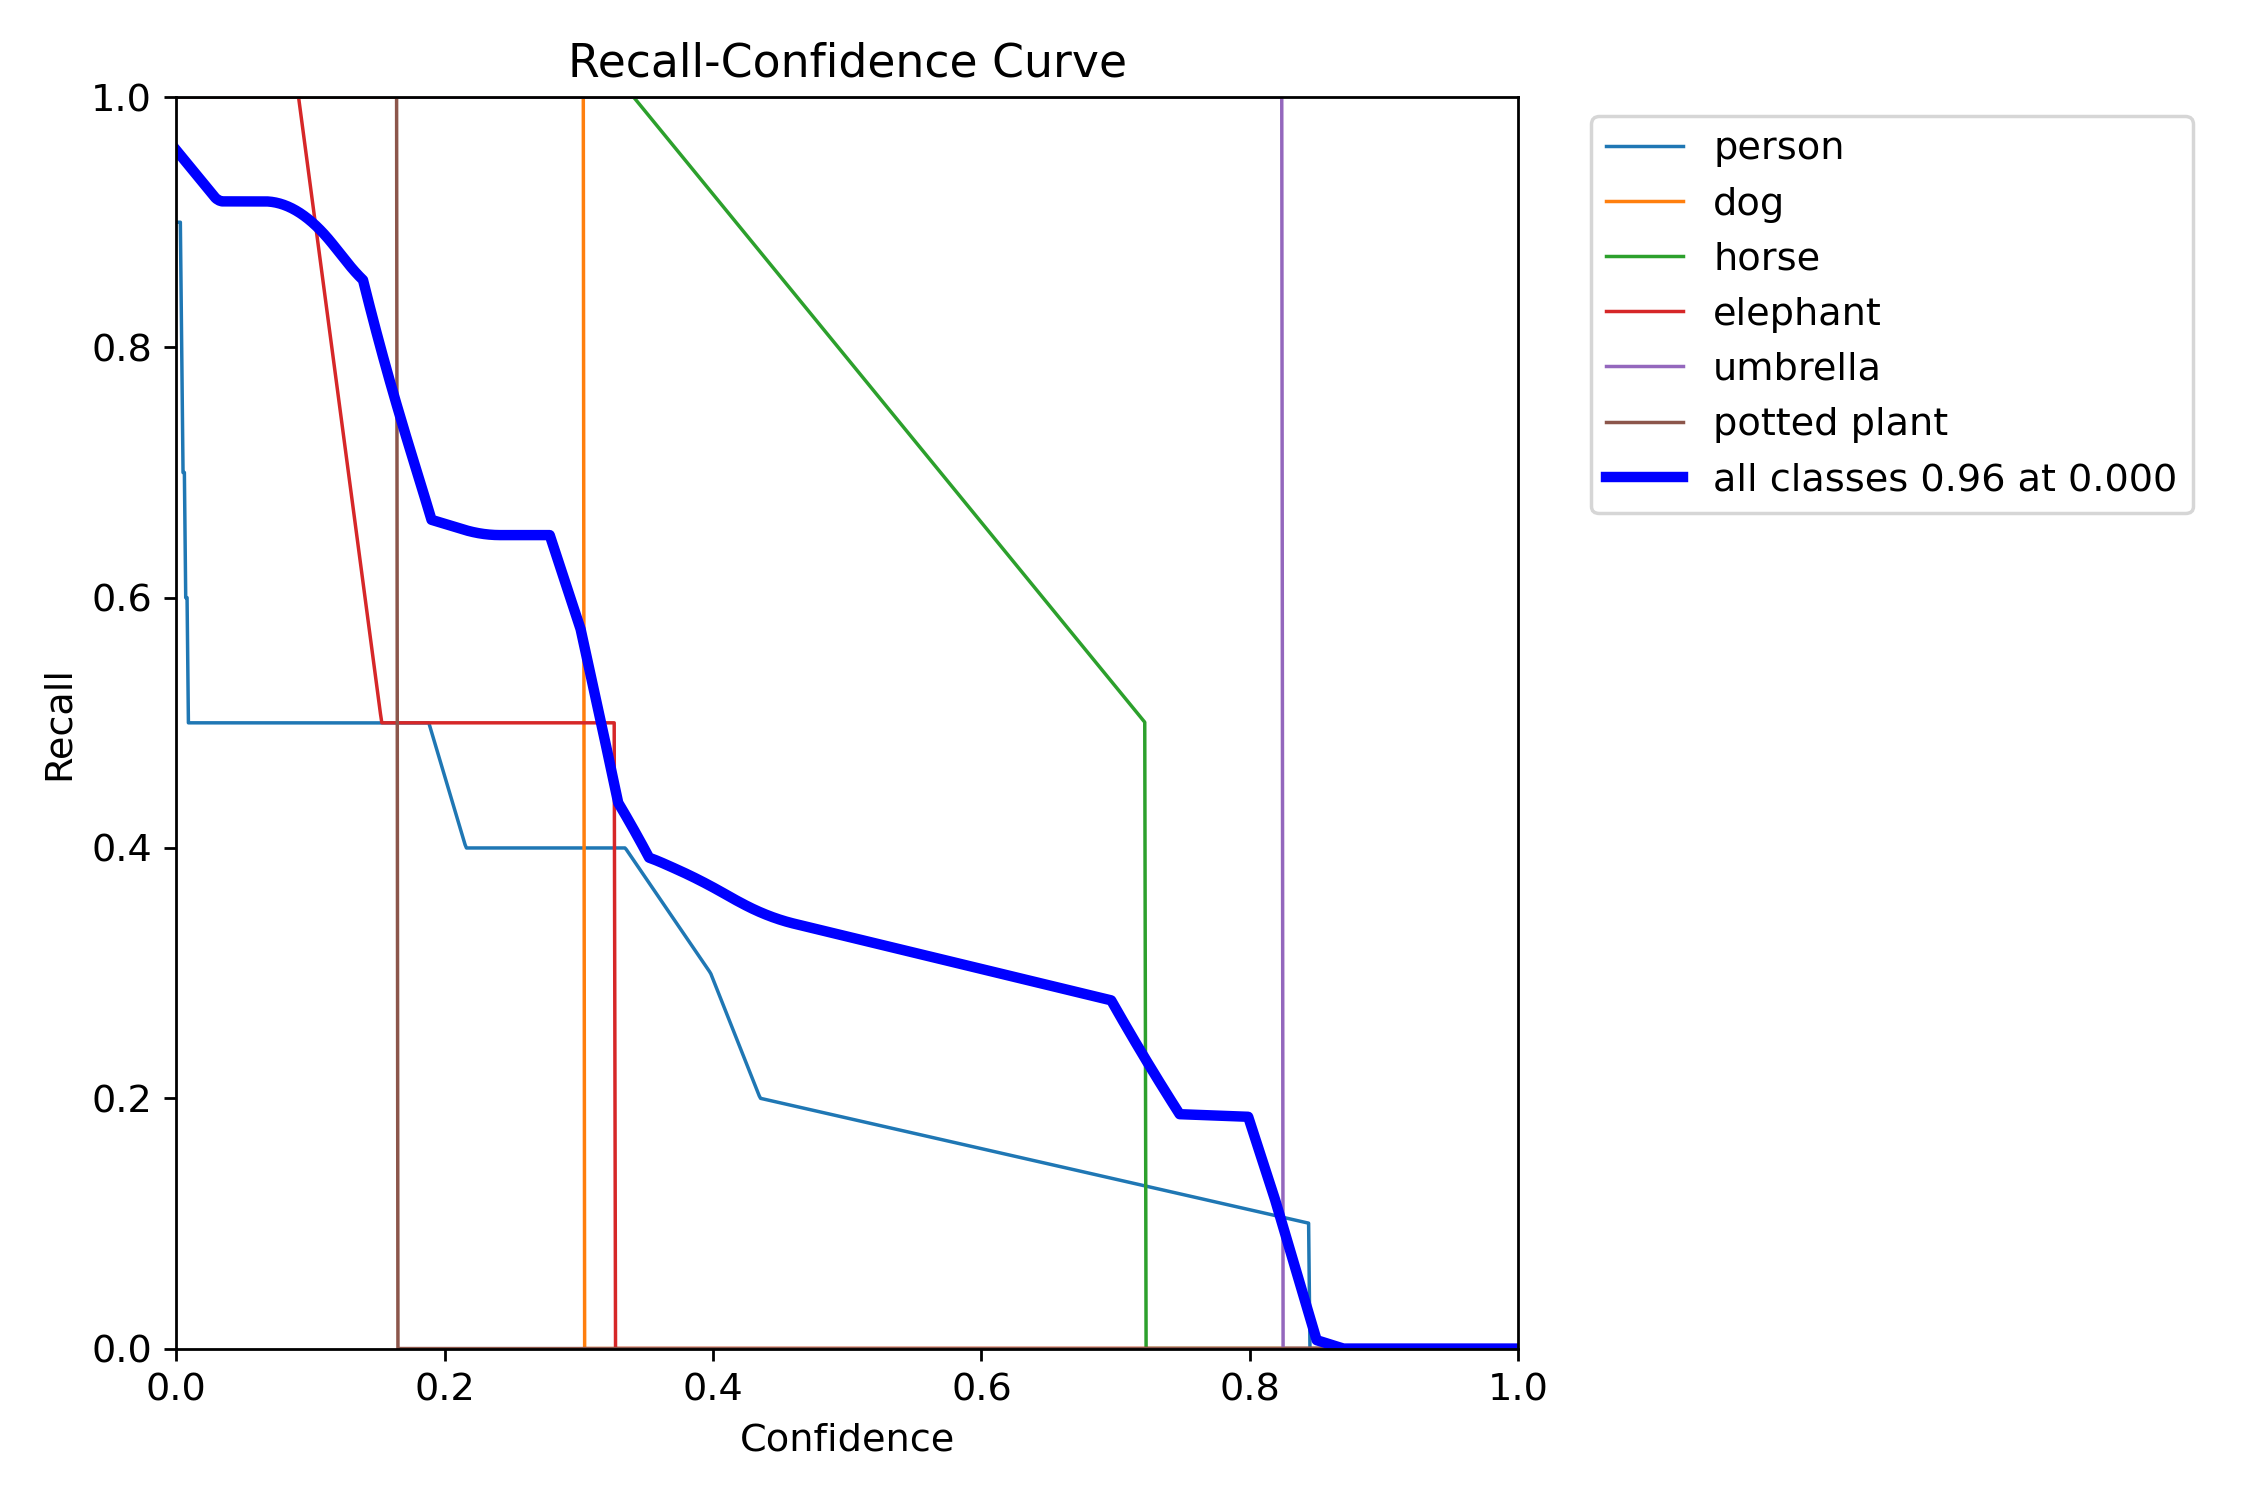 Recall-Confidence Curve
1.0
0.8
0.6
0.4
0.2
0.0
Recall
0.0 0.2 0.4 0.6 0.8 1.0
Confidence
person
dog
horse
elephant
umbrella
potted plant
all classes 0.96 at 0.000